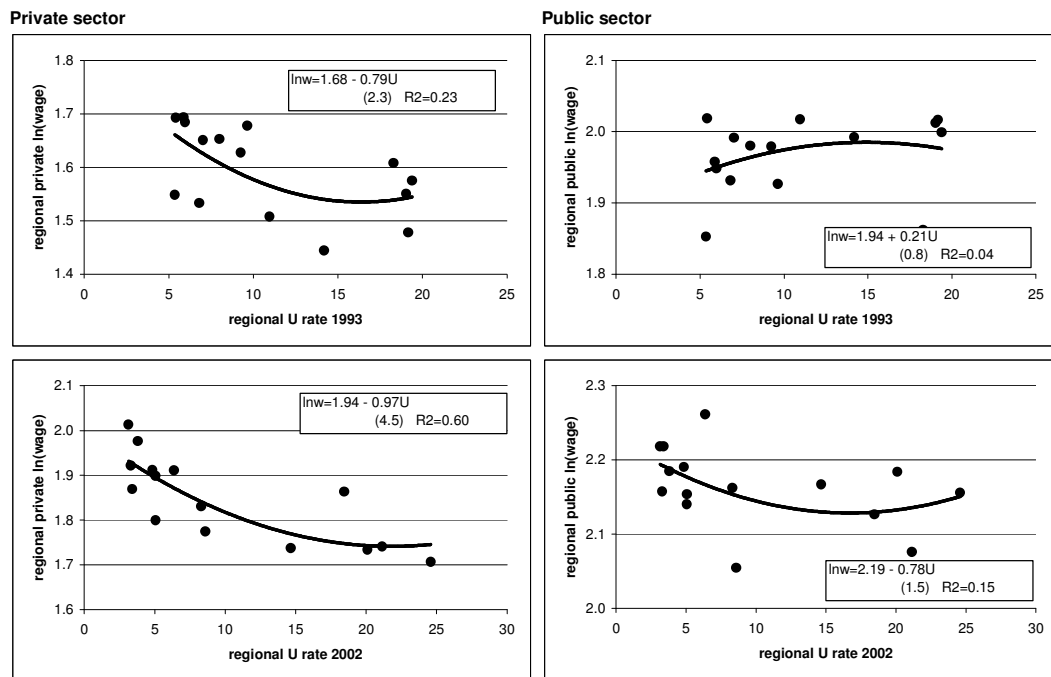 Private sector
Public sector
regional private ln(wage)
1.8
1.7
1.6
1.5
1.4
0 5 10 15 20 25
regional U rate 1993
lnw=1.68 - 0.79U
(2.3) R2=0.23
regional public ln(wage)
2.1
2.0
1.9
1.8
0 5 10 15 20 25
regional U rate 1993
lnw=1.94 + 0.21U
(0.8) R2=0.04
regional private ln(wage)
2.1
2.0
1.9
1.8
1.7
1.6
0 5 10 15 20 25 30
regional U rate 2002
lnw=1.94 - 0.97U
(4.5) R2=0.60
regional public ln(wage)
2.3
2.2
2.1
2.0
0 5 10 15 20 25 30
regional U rate 2002
lnw=2.19 - 0.78U
(1.5) R2=0.15